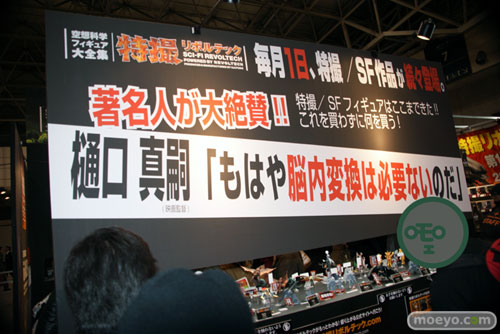 空想科学
フィギュア
大全集
特撮
リボルテック
SCI-FI REVOLTECH
毎月1日、特撮/SF作品が続々登場。
著名人が大絶賛!!
特撮/SFフィギュアはここまできた!!
これを買わずに何を買う!
樋口真嗣「もはや脳内変換は必要ないのだ」
(映画監督)
moeyo.com